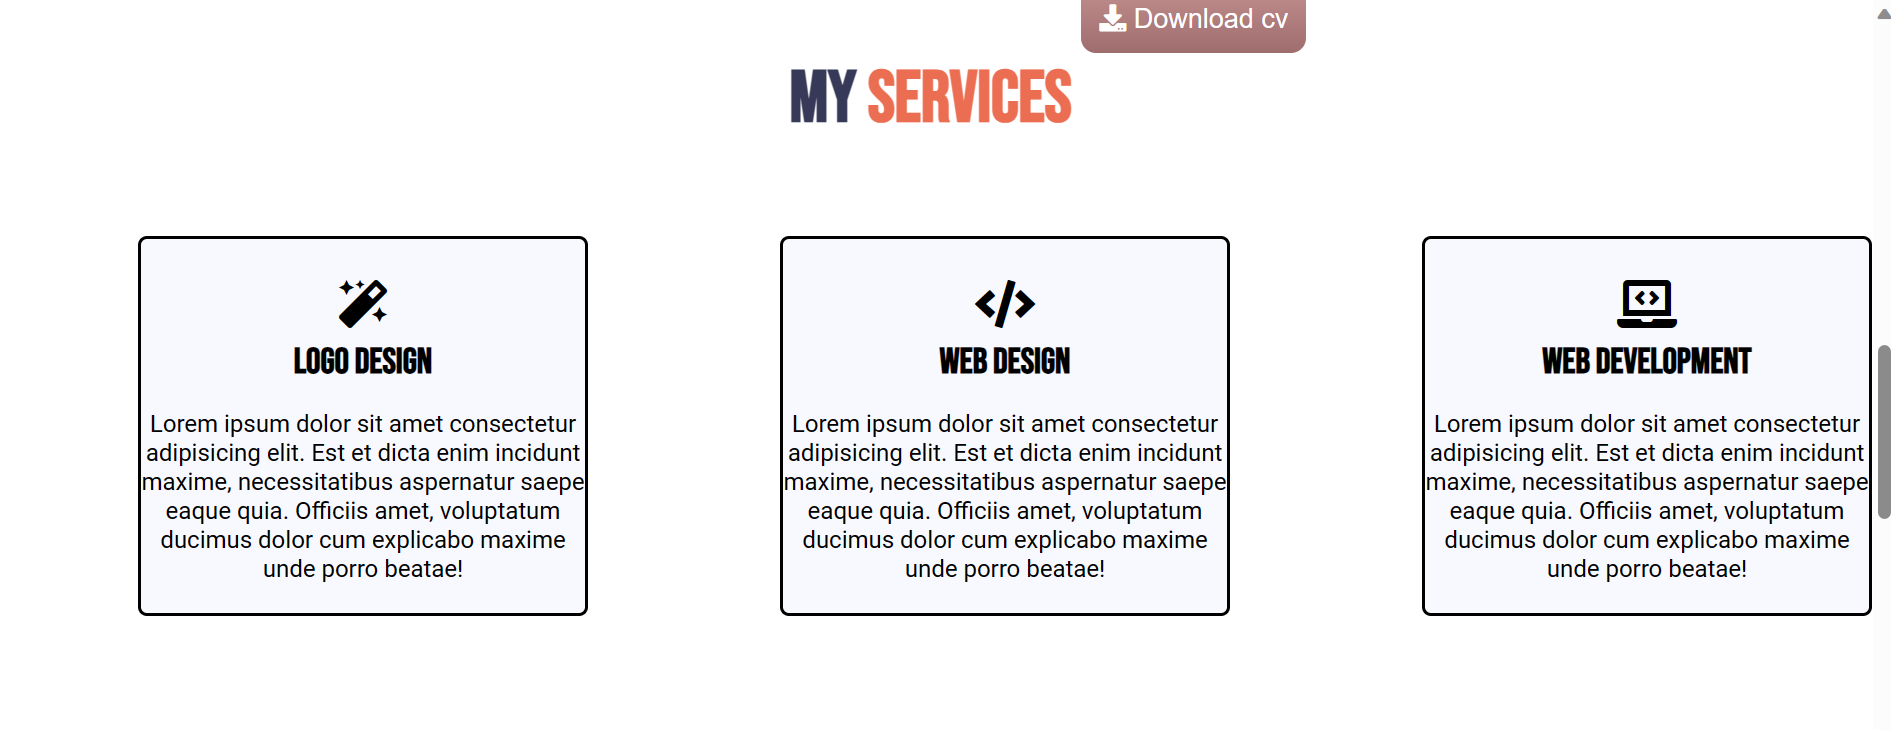 Download cv
MY SERVICES
LOGO DESIGN
Lorem ipsum dolor sit amet consectetur
adipisicing elit. Est et dicta enim incidunt
maxime, necessitatibus aspernatur saepe
eaque quia. Officiis amet, voluptatum
ducimus dolor cum explicabo maxime
unde porro beatae!
WEB DESIGN
Lorem ipsum dolor sit amet consectetur
adipisicing elit. Est et dicta enim incidunt
maxime, necessitatibus aspernatur saepe
eaque quia. Officiis amet, voluptatum
ducimus dolor cum explicabo maxime
unde porro beatae!
WEB DEVELOPMENT
Lorem ipsum dolor sit amet consectetur
adipisicing elit. Est et dicta enim incidunt
maxime, necessitatibus aspernatur saepe
eaque quia. Officiis amet, voluptatum
ducimus dolor cum explicabo maxime
unde porro beatae!